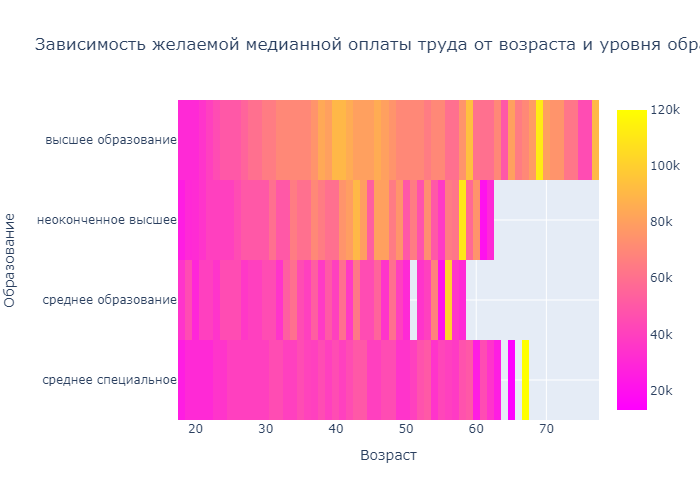 Зависимость желаемой медианной оплаты труда от возраста и уровня обр
высшее образование
неоконченное высшее
среднее образование
среднее специальное
Образование
20 30 40 50 60 70
Возраст
120k
100k
80k
60k
40k
20k